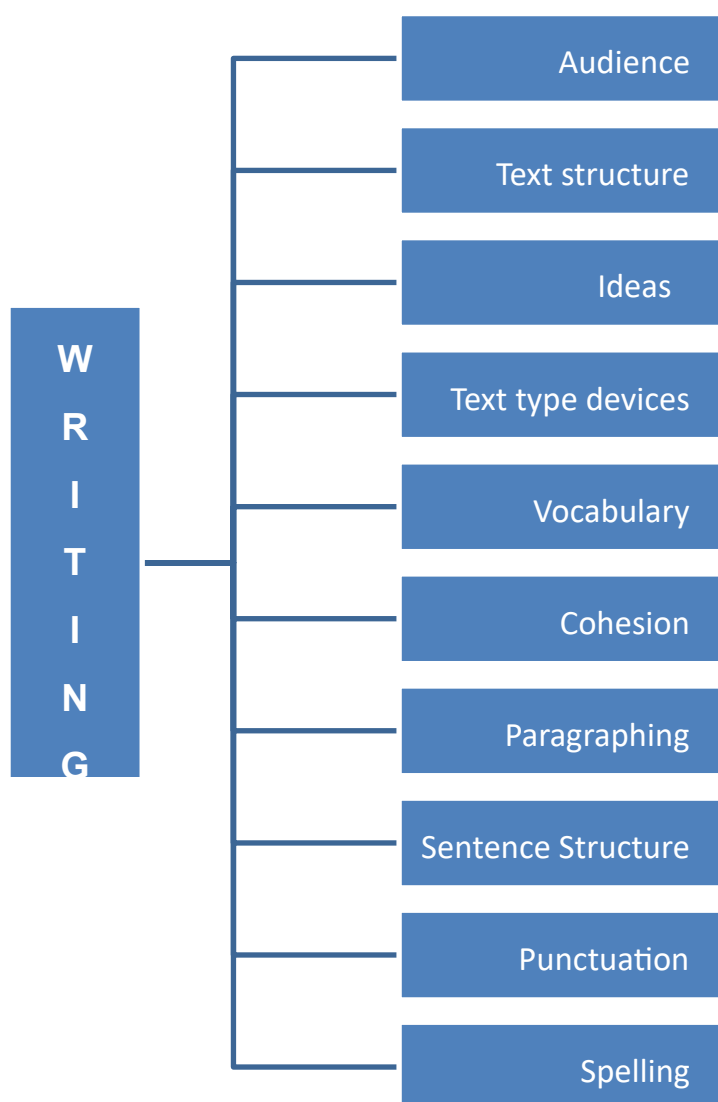 W
R
I
T
I
N
G
Audience
Text structure
Ideas
Text type devices
Vocabulary
Cohesion
Paragraphing
Sentence Structure
Punctuation
Spelling